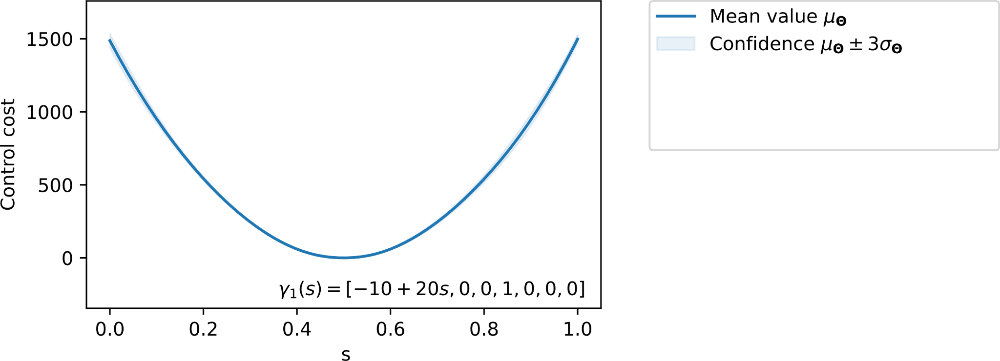 Mean value μ_Θ
Confidence μ_Θ ± 3σ_Θ
1500
1000
500
0
Control cost
γ₁(s) = [−10 + 20s, 0, 0, 1, 0, 0, 0]
0.0 0.2 0.4 0.6 0.8 1.0
s